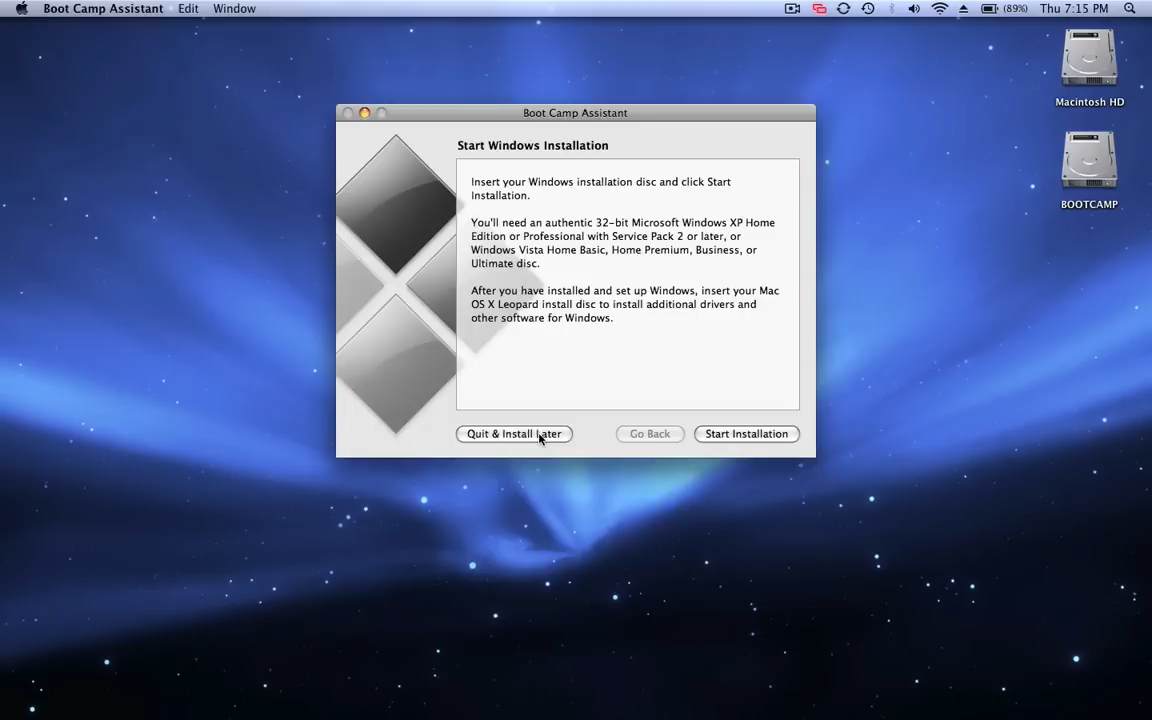 Boot Camp Assistant Edit Window (89%) Thu 7:15 PM
Macintosh HD
BOOTCAMP
Boot Camp Assistant
Start Windows Installation
Insert your Windows installation disc and click Start
Installation.
You'll need an authentic 32-bit Microsoft Windows XP Home
Edition or Professional with Service Pack 2 or later, or
Windows Vista Home Basic, Home Premium, Business, or
Ultimate disc.
After you have installed and set up Windows, insert your Mac
OS X Leopard install disc to install additional drivers and
other software for Windows.
Quit & Install Later Go Back Start Installation